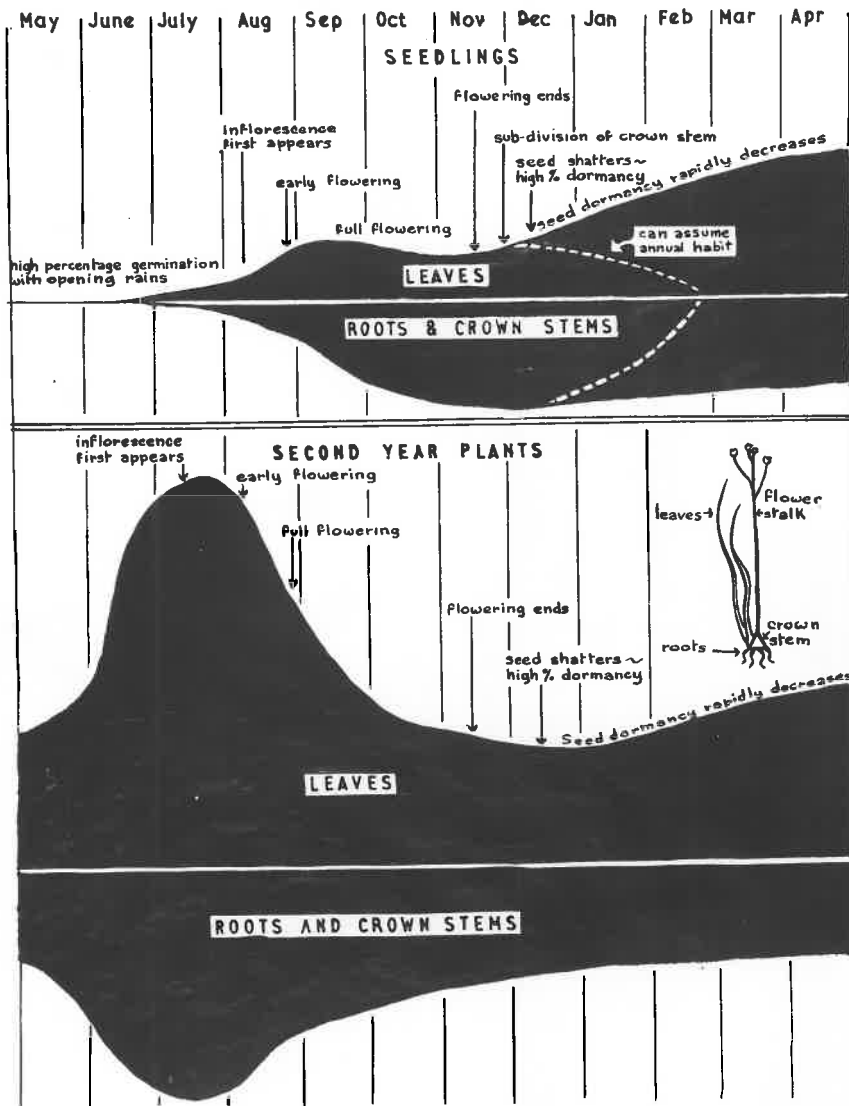 May June July Aug Sep Oct Nov Dec Jan Feb Mar Apr
SEEDLINGS
flowering ends
inflorescence
first appears
sub-division of crown stem
early flowering
seed shatters~
high % dormancy
seed dormancy rapidly decreases
full flowering
can assume
annual habit
high percentage germination
with opening rains
LEAVES
ROOTS & CROWN STEMS
inflorescence
first appears
SECOND YEAR PLANTS
early flowering
full flowering
leaves
flower
stalk
flowering ends
crown
stem
roots
seed shatters~
high % dormancy
Seed dormancy rapidly decreases
LEAVES
ROOTS AND CROWN STEMS